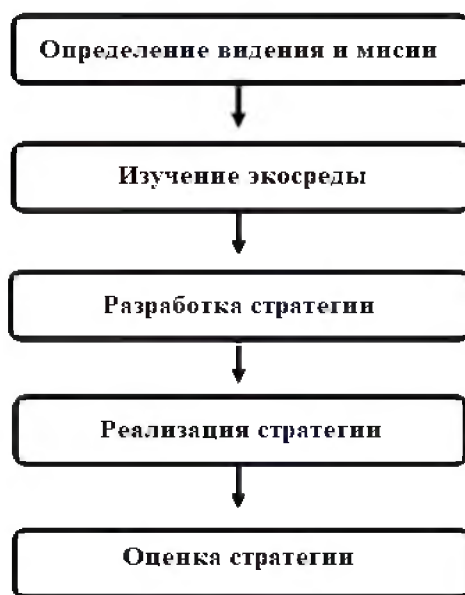 Определение видения и мисии
Изучение экосреды
Разработка стратегии
Реализация стратегии
Оценка стратегии